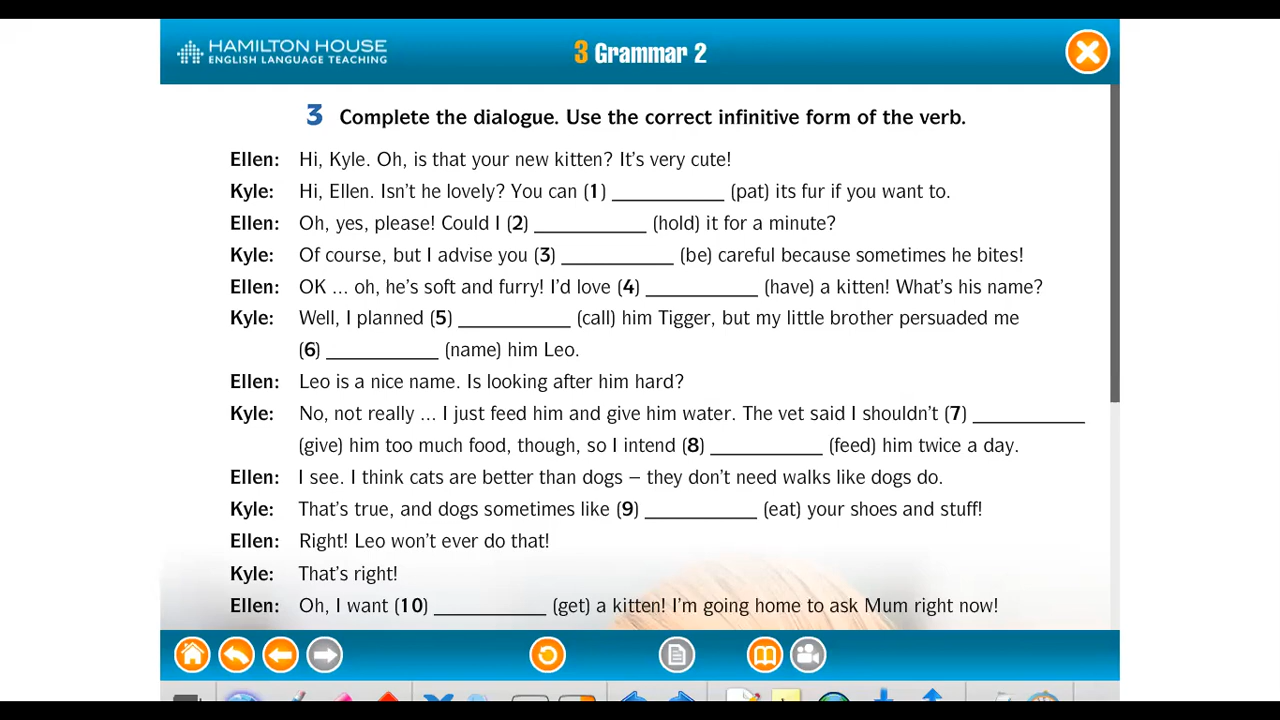 HAMILTON HOUSE
ENGLISH LANGUAGE TEACHING
3 Grammar 2
3 Complete the dialogue. Use the correct infinitive form of the verb.
Ellen: Hi, Kyle. Oh, is that your new kitten? It's very cute!
Kyle: Hi, Ellen. Isn't he lovely? You can (1) ____________ (pat) its fur if you want to.
Ellen: Oh, yes, please! Could I (2) ____________ (hold) it for a minute?
Kyle: Of course, but I advise you (3) ____________ (be) careful because sometimes he bites!
Ellen: OK ... oh, he's soft and furry! I'd love (4) ____________ (have) a kitten! What's his name?
Kyle: Well, I planned (5) ____________ (call) him Tigger, but my little brother persuaded me
(6) ____________ (name) him Leo.
Ellen: Leo is a nice name. Is looking after him hard?
Kyle: No, not really ... I just feed him and give him water. The vet said I shouldn't (7) ____________
(give) him too much food, though, so I intend (8) ____________ (feed) him twice a day.
Ellen: I see. I think cats are better than dogs – they don't need walks like dogs do.
Kyle: That's true, and dogs sometimes like (9) ____________ (eat) your shoes and stuff!
Ellen: Right! Leo won't ever do that!
Kyle: That's right!
Ellen: Oh, I want (10) ____________ (get) a kitten! I'm going home to ask Mum right now!